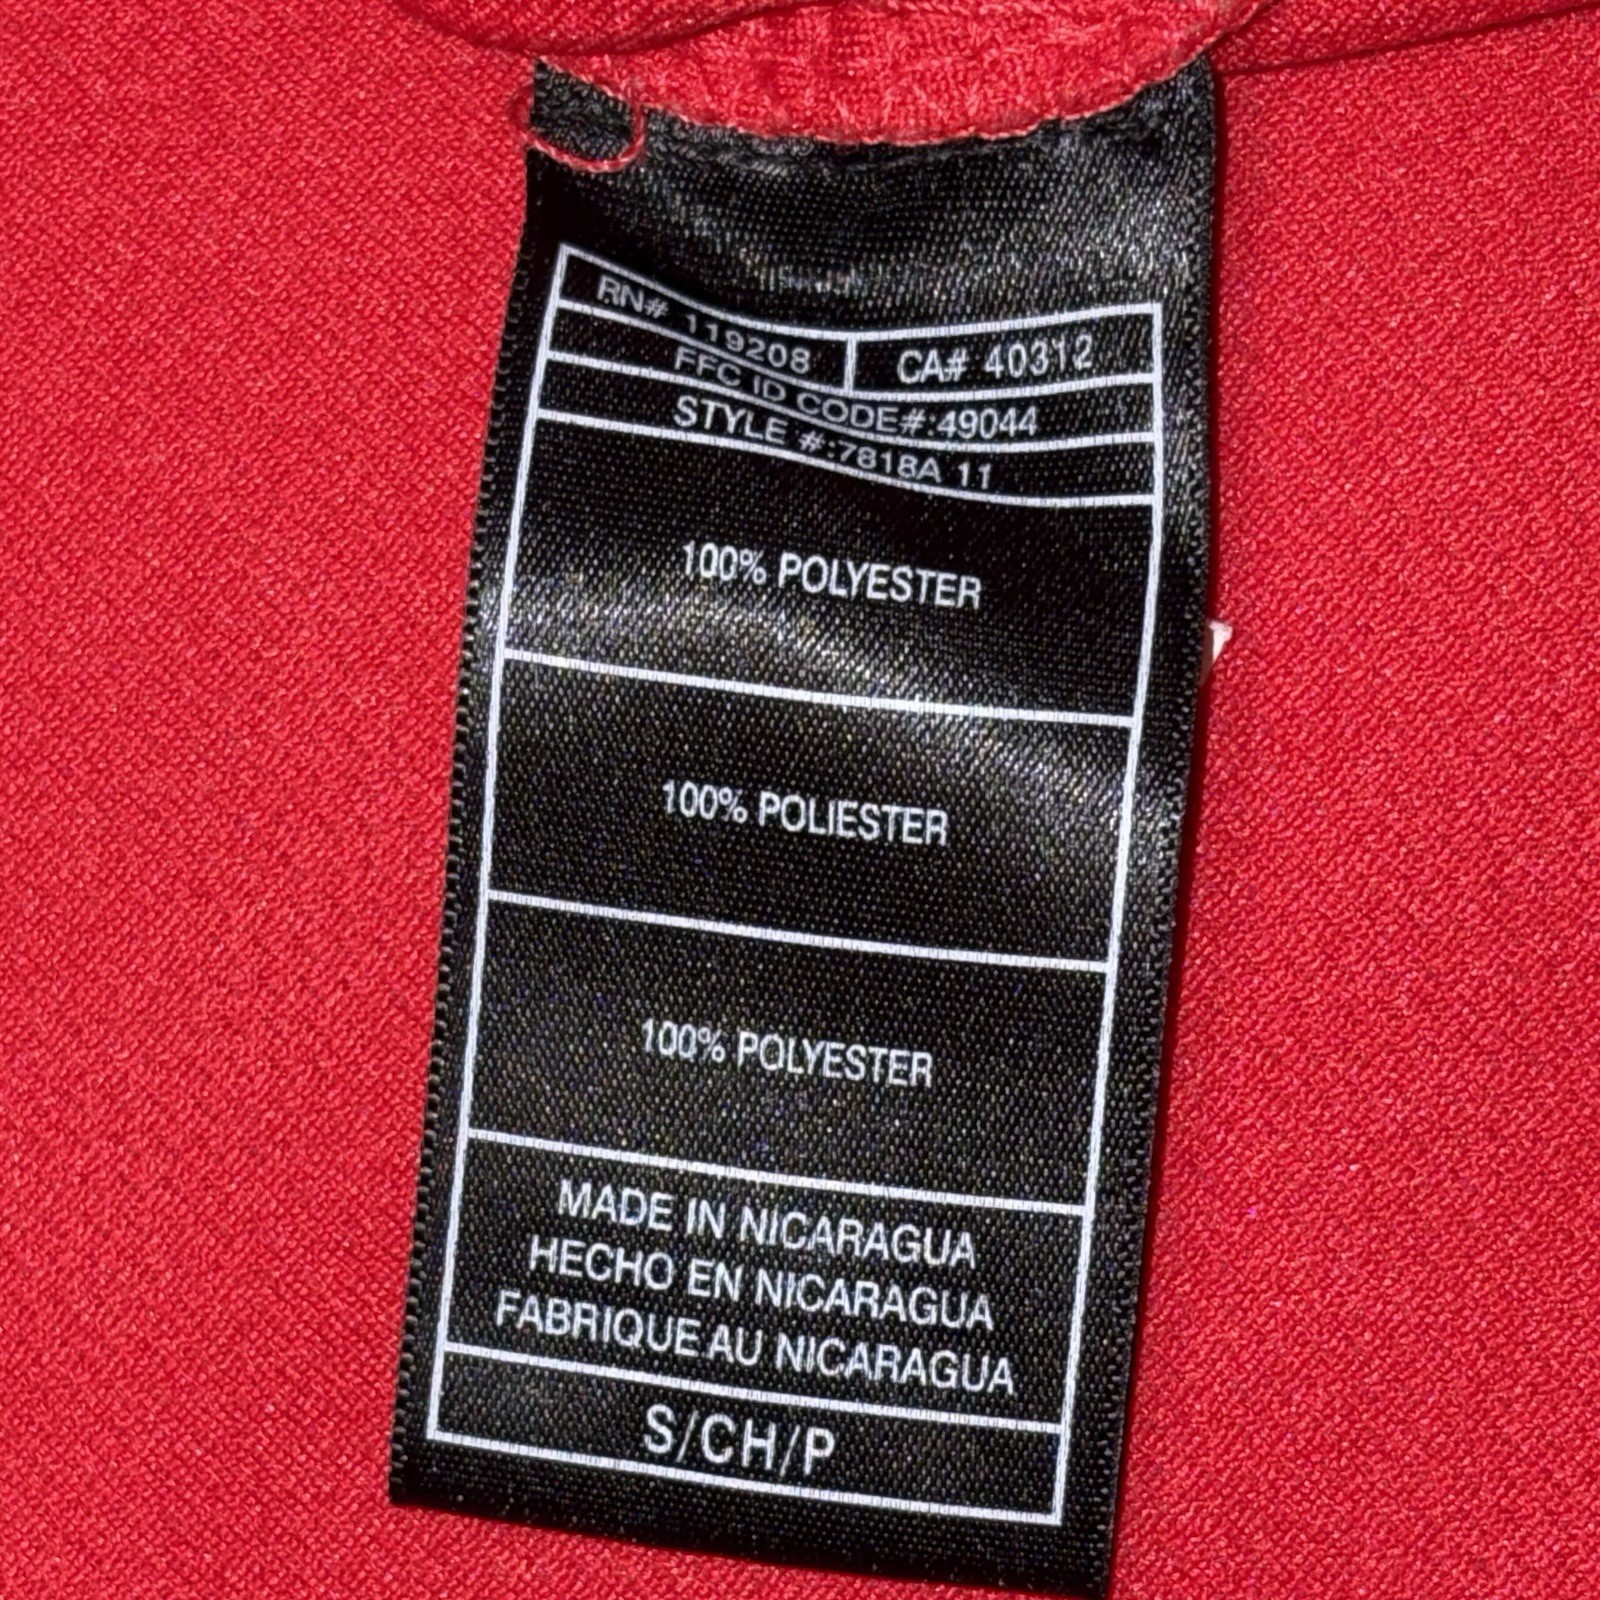 RN# 119208 CA# 40312
FFC ID CODE#:49044
STYLE #:7818A 11
100% POLYESTER
100% POLIESTER
100% POLYESTER
MADE IN NICARAGUA
HECHO EN NICARAGUA
FABRIQUE AU NICARAGUA
S/CH/P